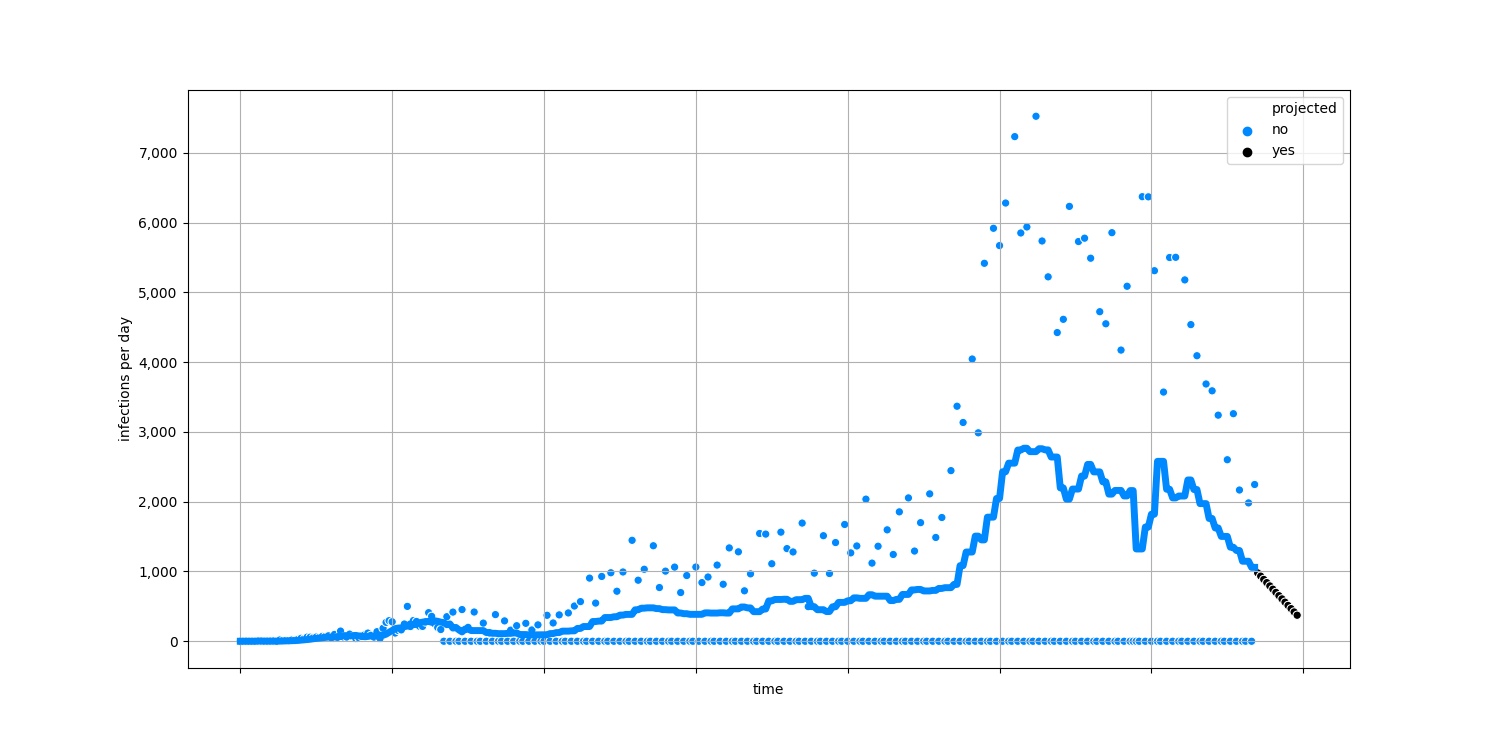 projected
no
yes
7,000
6,000
5,000
4,000
3,000
2,000
1,000
0
infections per day
time